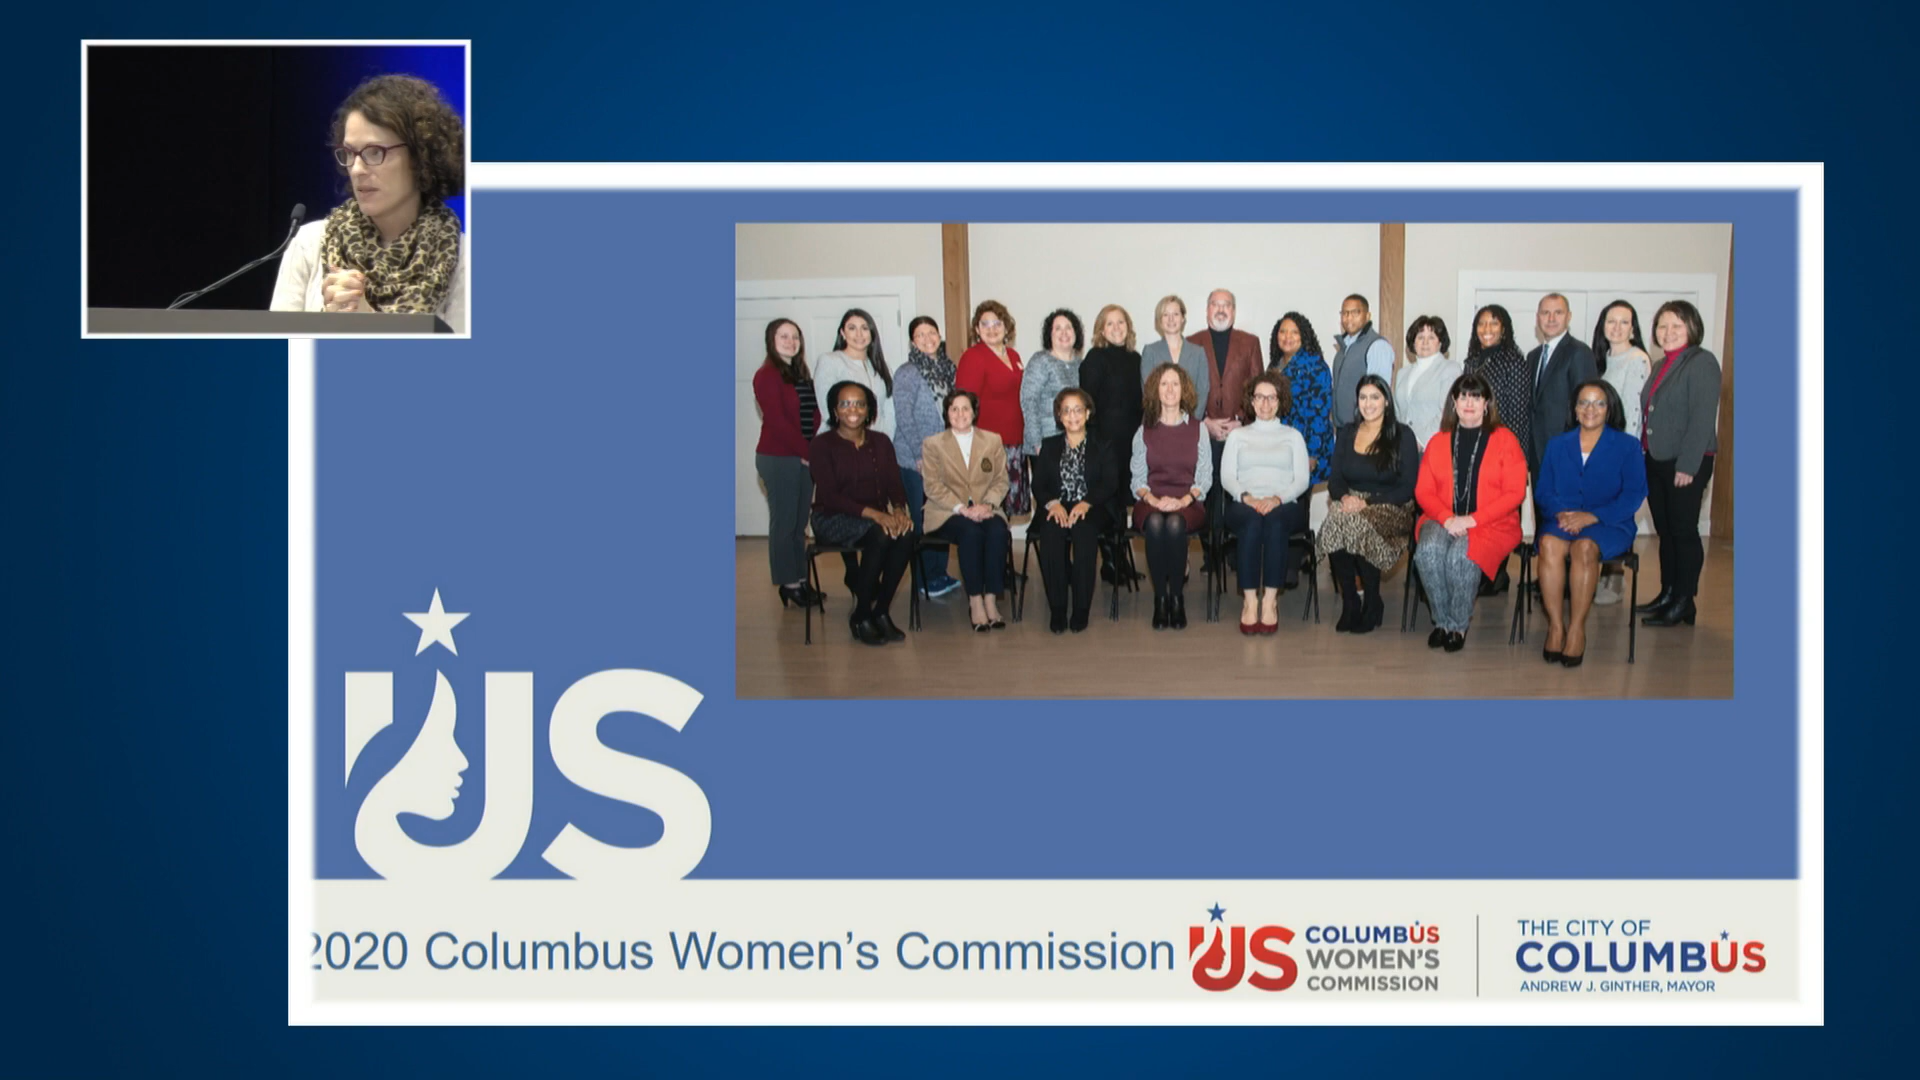 US
2020 Columbus Women's Commission
US
COLUMBUS
WOMEN'S
COMMISSION
THE CITY OF
COLUMBUS
ANDREW J. GINTHER, MAYOR